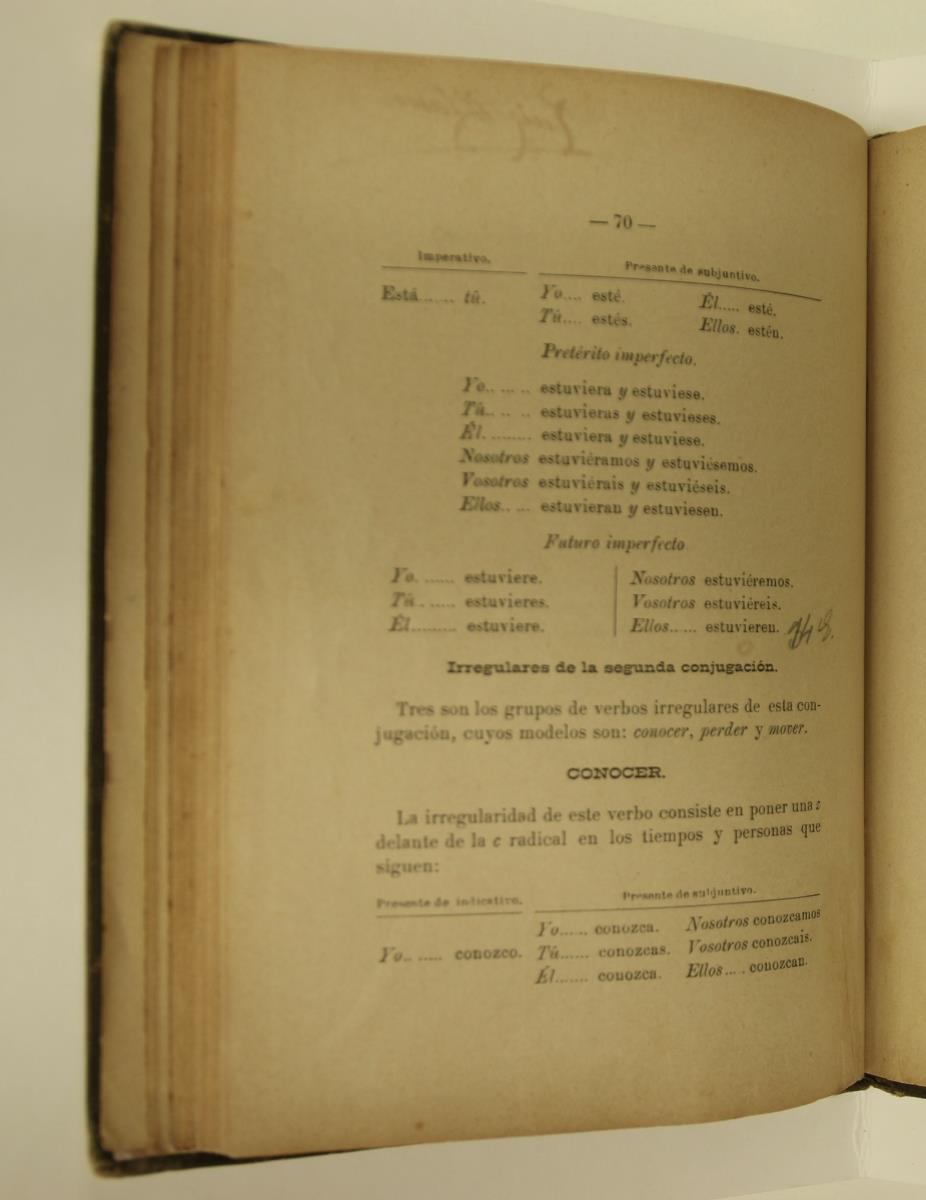 — 70 —
Imperativo. Presente de subjuntivo.
Está....... tú. Yo.... esté. Él..... esté.
Tú.... estés. Ellos. estén.
Pretérito imperfecto.
Yo.. ... .. estuviera y estuviese.
Tú.. .. .. estuvieras y estuvieses.
Él. ........ estuviera y estuviese.
Nosotros estuviéramos y estuviésemos.
Vosotros estuviérais y estuviéseis.
Ellos.. ... estuvieran y estuviesen.
Futuro imperfecto
Yo. ...... estuviere. Nosotros estuviéremos.
Tú.. ..... estuvieres. Vosotros estuviéreis.
Él......... estuviere. Ellos.. ... estuvieren.
Irregulares de la segunda conjugación.
Tres son los grupos de verbos irregulares de esta con-
jugación, cuyos modelos son: conocer, perder y mover.
CONOCER.
La irregularidad de este verbo consiste en poner una z
delante de la c radical en los tiempos y personas que
siguen:
Presente de indicativo. Presente de subjuntivo.
Yo...... conozca. Nosotros conozcamos
Yo.. ..... conozco. Tú...... conozcas. Vosotros conozcais.
Él....... conozca. Ellos .... conozcan.